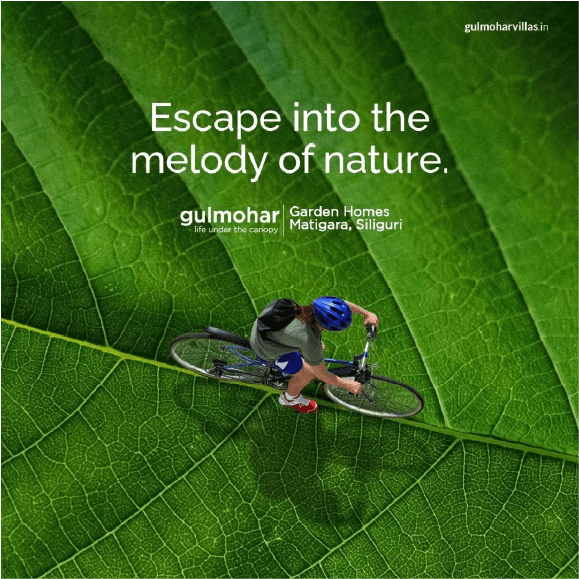 gulmoharvillas.in
Escape into the
melody of nature.
gulmohar
life under the canopy
Garden Homes
Matigara, Siliguri